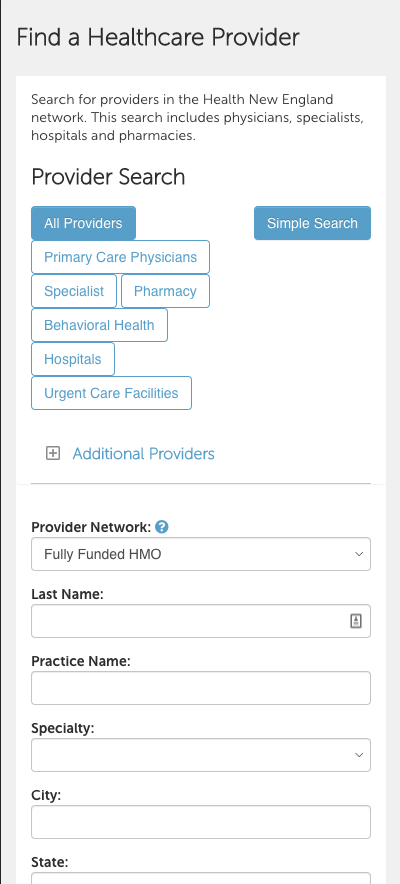 Find a Healthcare Provider
Search for providers in the Health New England
network. This search includes physicians, specialists,
hospitals and pharmacies.
Provider Search
All Providers
Simple Search
Primary Care Physicians
Specialist
Pharmacy
Behavioral Health
Hospitals
Urgent Care Facilities
Additional Providers
Provider Network: ?
Fully Funded HMO
Last Name:
Practice Name:
Specialty:
City:
State: